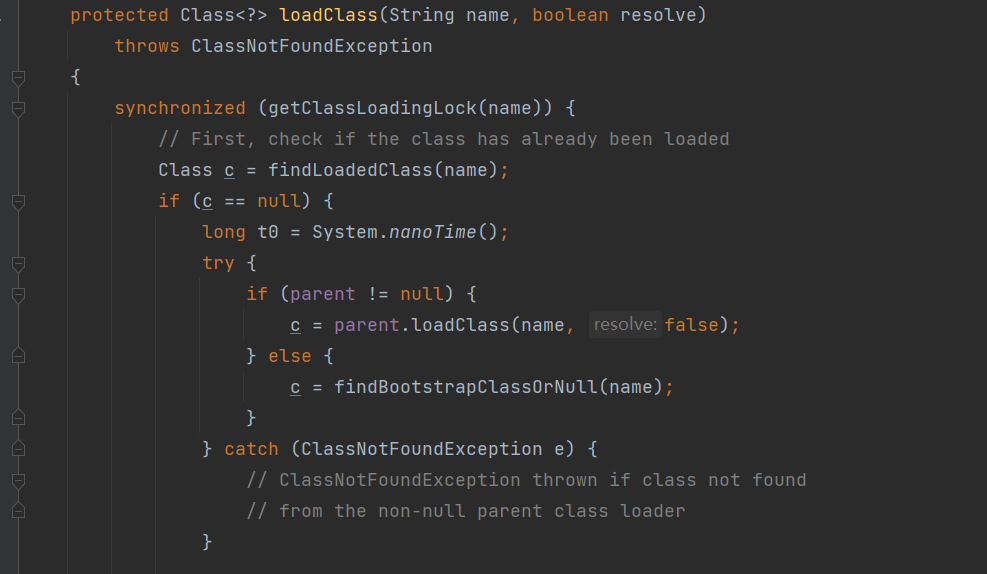 protected Class<?> loadClass(String name, boolean resolve)
throws ClassNotFoundException
{
synchronized (getClassLoadingLock(name)) {
// First, check if the class has already been loaded
Class c = findLoadedClass(name);
if (c == null) {
long t0 = System.nanoTime();
try {
if (parent != null) {
c = parent.loadClass(name, resolve: false);
} else {
c = findBootstrapClassOrNull(name);
}
} catch (ClassNotFoundException e) {
// ClassNotFoundException thrown if class not found
// from the non-null parent class loader
}